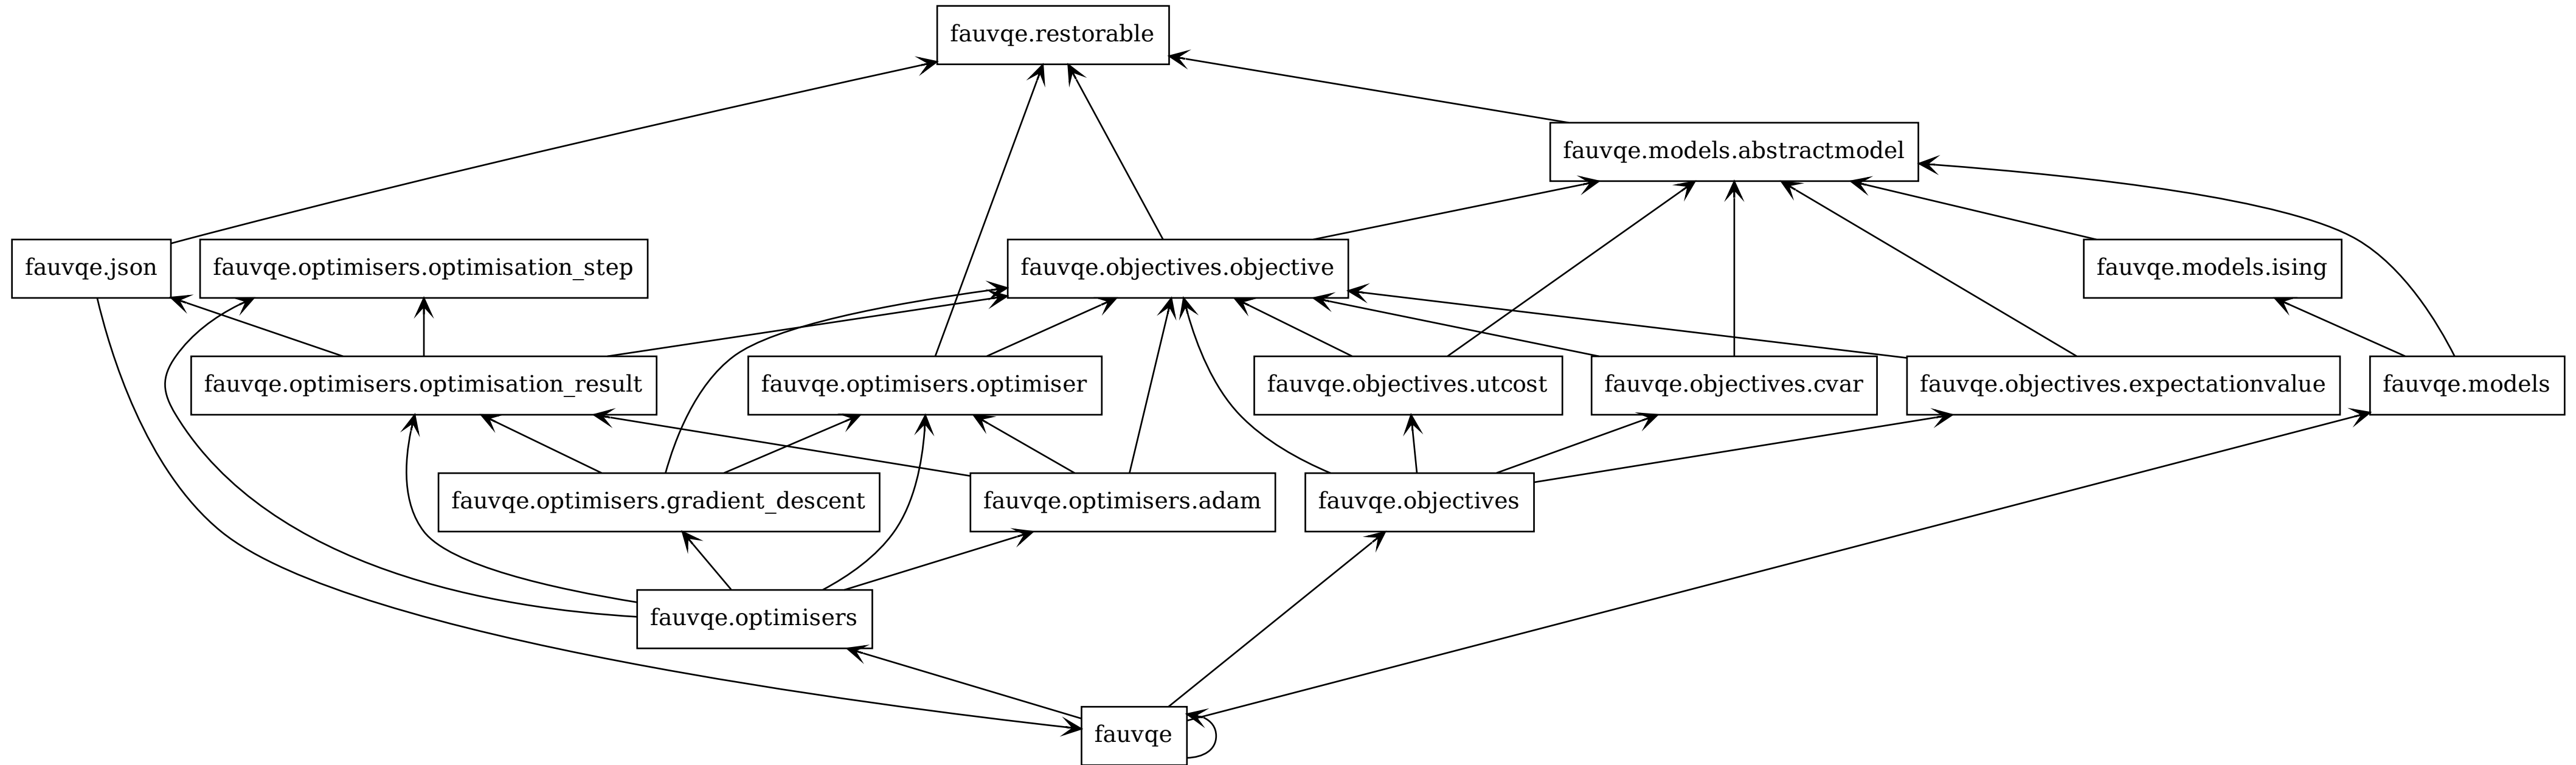 fauvqe.restorable
fauvqe.models.abstractmodel
fauvqe.json
fauvqe.optimisers.optimisation_step
fauvqe.objectives.objective
fauvqe.models.ising
fauvqe.optimisers.optimisation_result
fauvqe.optimisers.optimiser
fauvqe.objectives.utcost
fauvqe.objectives.cvar
fauvqe.objectives.expectationvalue
fauvqe.models
fauvqe.optimisers.gradient_descent
fauvqe.optimisers.adam
fauvqe.objectives
fauvqe.optimisers
fauvqe